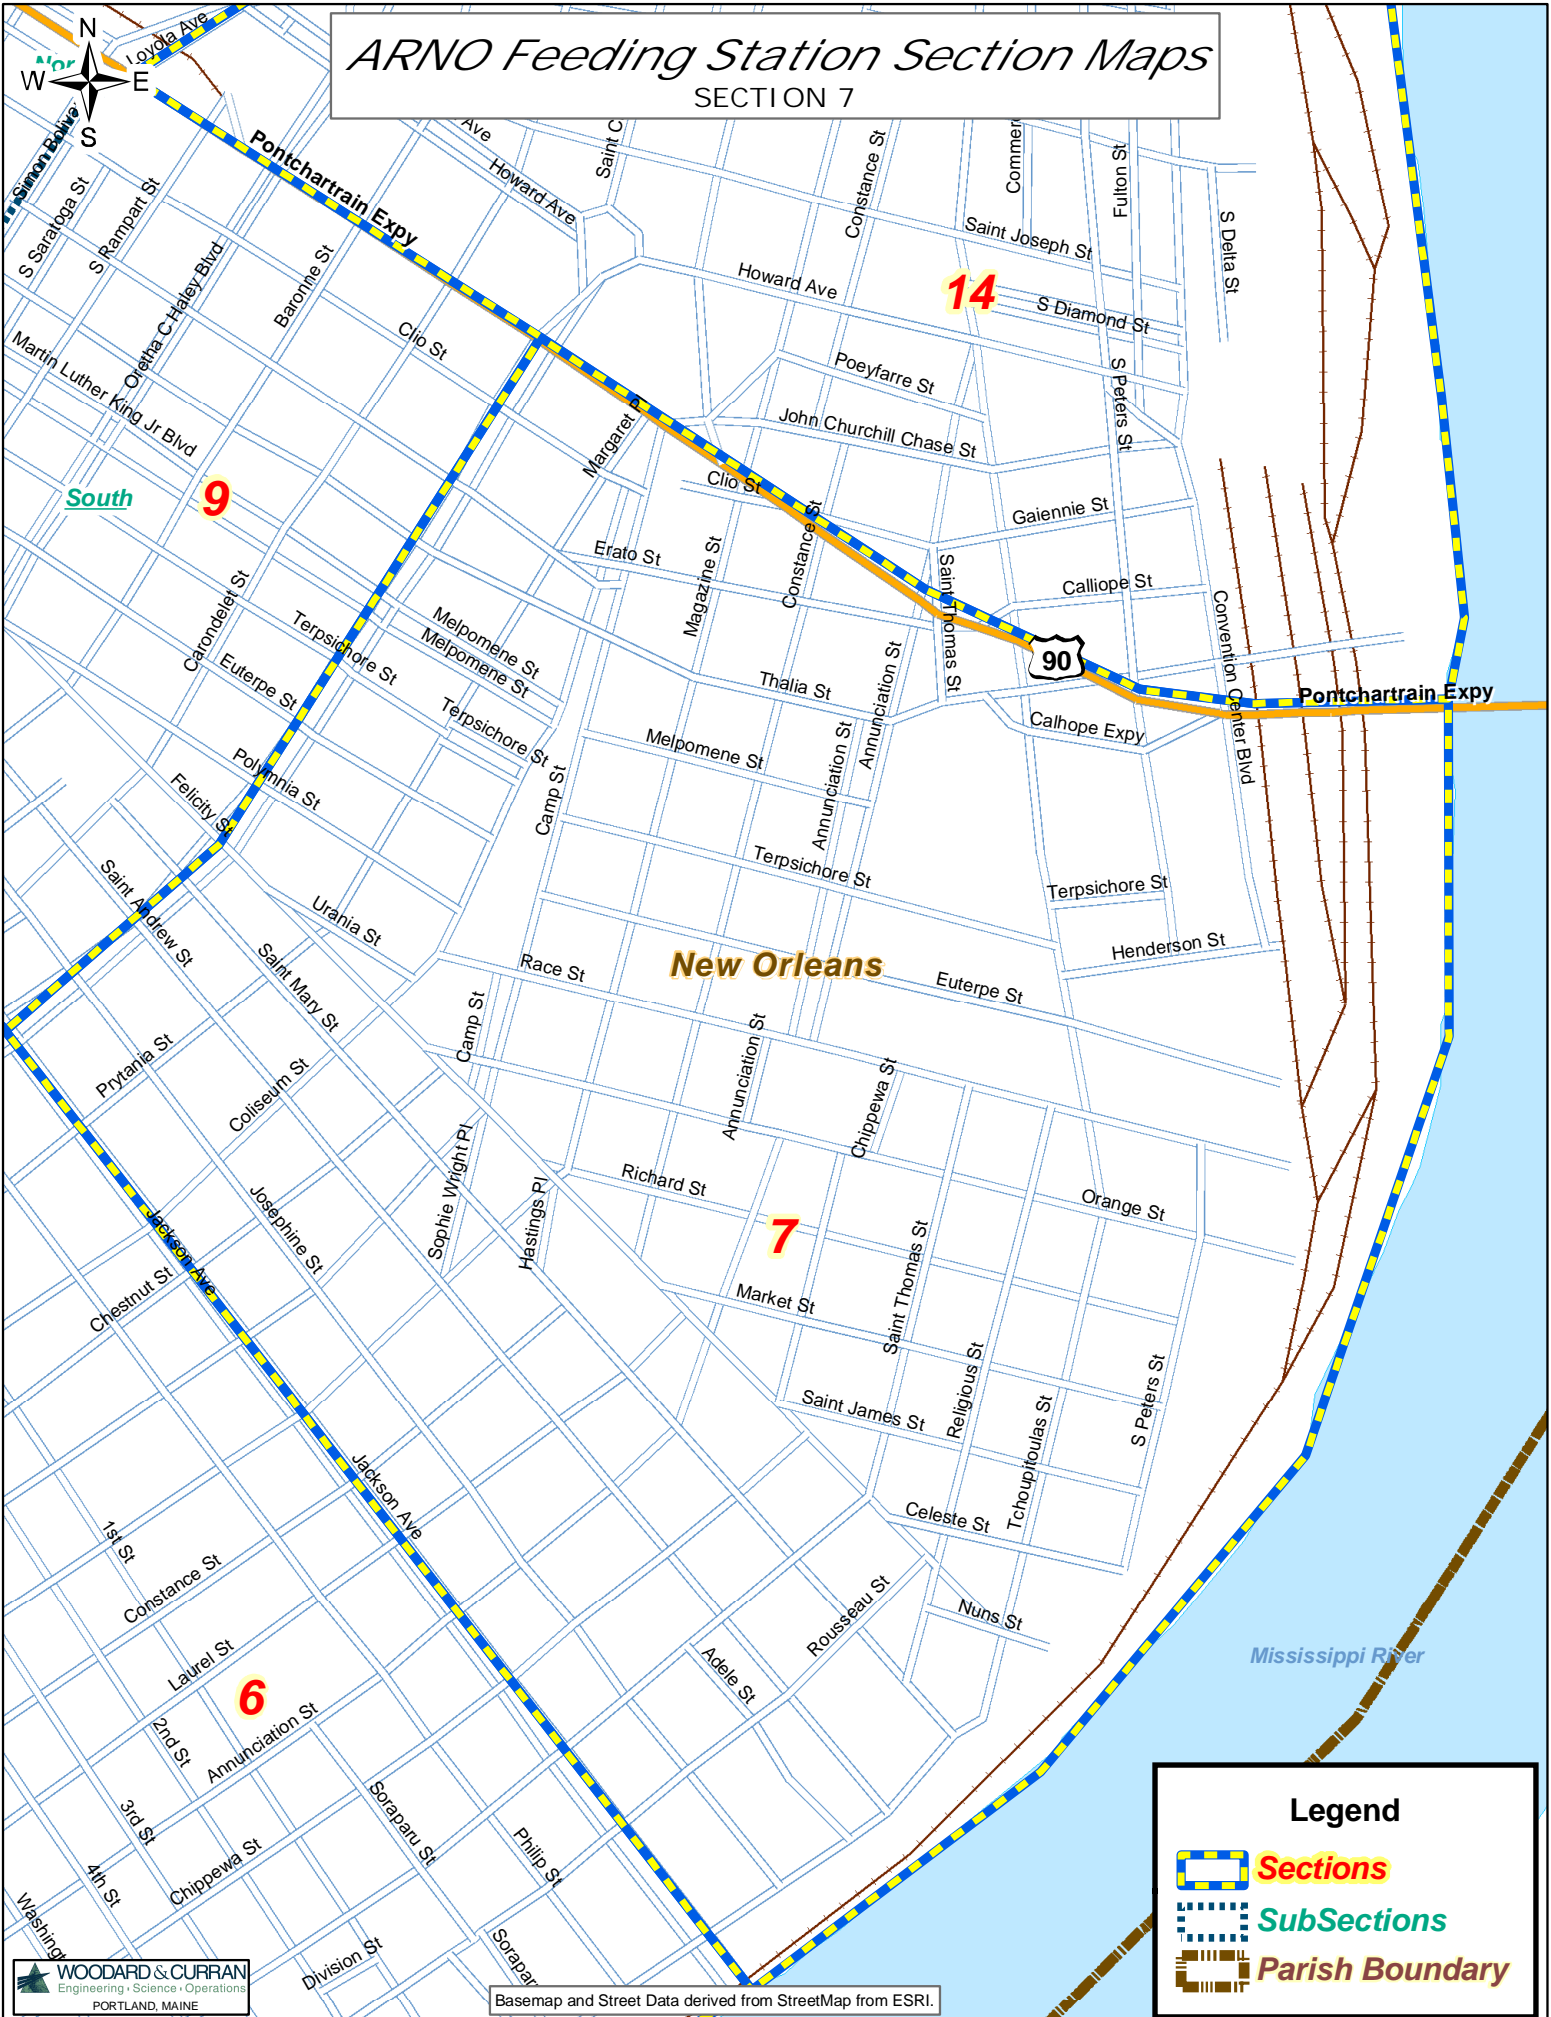 ARNO Feeding Station Section Maps
SECTION 7
N
W
E
S
Nor
Loyola Ave
Simon Boliva
S Saratoga St
S Rampart St
Oretha C Haley Blvd
Baronne St
Pontchartrain Expy
Ave
Howard Ave
Saint C
Constance St
Commerc
Fulton St
S Delta St
Saint Joseph St
Howard Ave
14
S Diamond St
Clio St
Martin Luther King Jr Blvd
Poeyfarre St
S Peters St
John Churchill Chase St
Margaret P
South
9
Clio St
Gaiennie St
Erato St
Magazine St
Constance St
Saint Thomas St
Calliope St
Convention Center Blvd
Carondelet St
Terpsichore St
Melpomene St
Melpomene St
Euterpe St
90
Thalia St
Annunciation St
Pontchartrain Expy
Terpsichore St
Calhope Expy
Melpomene St
Annunciation St
Polymnia St
Felicity St
Camp St
Terpsichore St
Terpsichore St
Saint Andrew St
Urania St
Henderson St
Saint Mary St
Race St
New Orleans
Euterpe St
Camp St
Prytania St
Coliseum St
Annunciation St
Chippewa St
Sophie Wright Pl
Hastings Pl
Richard St
Orange St
Josephine St
Jackson Ave
7
Saint Thomas St
Chestnut St
Market St
Religious St
S Peters St
Saint James St
Tchoupitoulas St
Jackson Ave
Celeste St
1st St
Constance St
Rousseau St
Nuns St
Laurel St
Adele St
Mississippi River
6
2nd St
Annunciation St
Soraparu St
3rd St
Philip St
Chippewa St
4th St
Washingt
Division St
Sorapar
Legend
Sections
SubSections
Parish Boundary
WOODARD & CURRAN
Engineering · Science · Operations
PORTLAND, MAINE
Basemap and Street Data derived from StreetMap from ESRI.